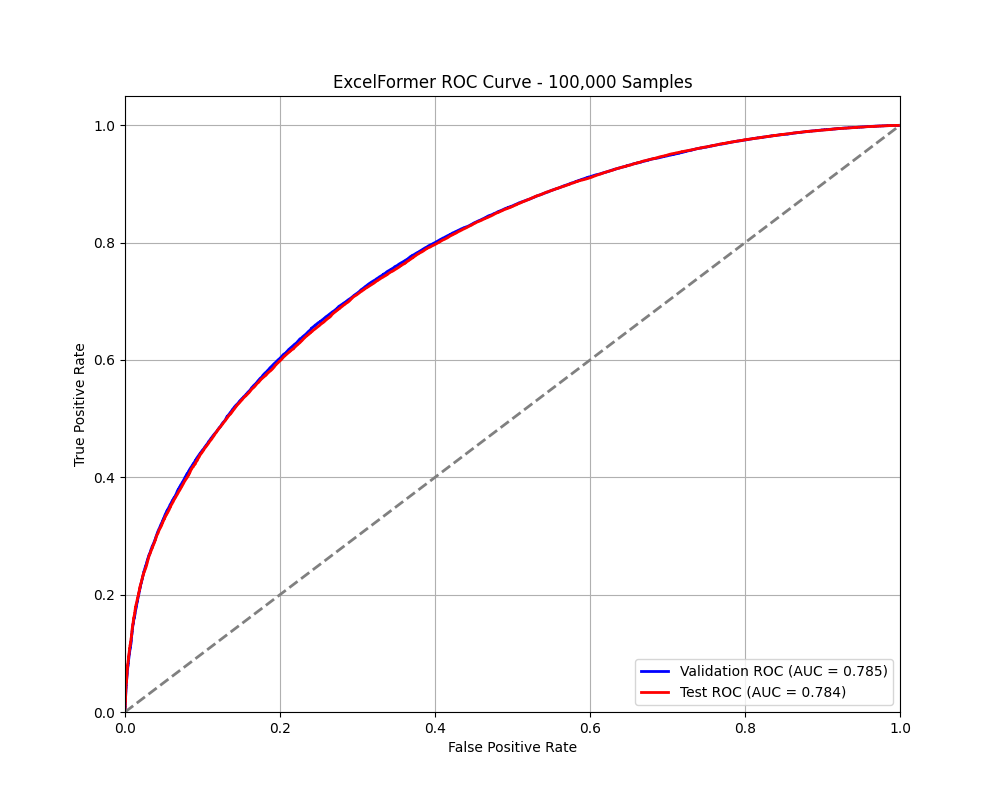 ExcelFormer ROC Curve - 100,000 Samples
1.0
0.8
0.6
0.4
0.2
0.0
True Positive Rate
0.0 0.2 0.4 0.6 0.8 1.0
False Positive Rate
Validation ROC (AUC = 0.785)
Test ROC (AUC = 0.784)